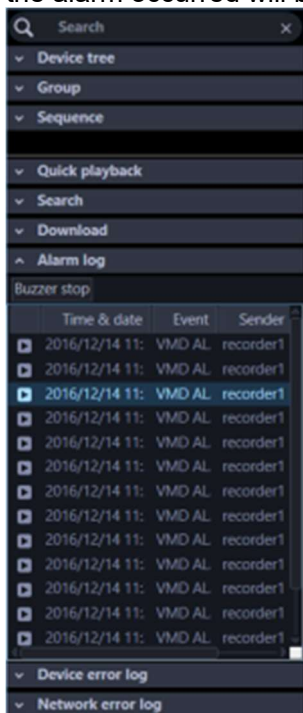 the alarm occurred will b
Search ×
Device tree
Group
Sequence
Quick playback
Search
Download
Alarm log
Buzzer stop
Time & date Event Sender
2016/12/14 11: VMD AL recorder1
2016/12/14 11: VMD AL recorder1
2016/12/14 11: VMD AL recorder1
2016/12/14 11: VMD AL recorder1
2016/12/14 11: VMD AL recorder1
2016/12/14 11: VMD AL recorder1
2016/12/14 11: VMD AL recorder1
2016/12/14 11: VMD AL recorder1
2016/12/14 11: VMD AL recorder1
2016/12/14 11: VMD AL recorder1
2016/12/14 11: VMD AL recorder1
2016/12/14 11: VMD AL recorder1
2016/12/14 11: VMD AL recorder1
Device error log
Network error log